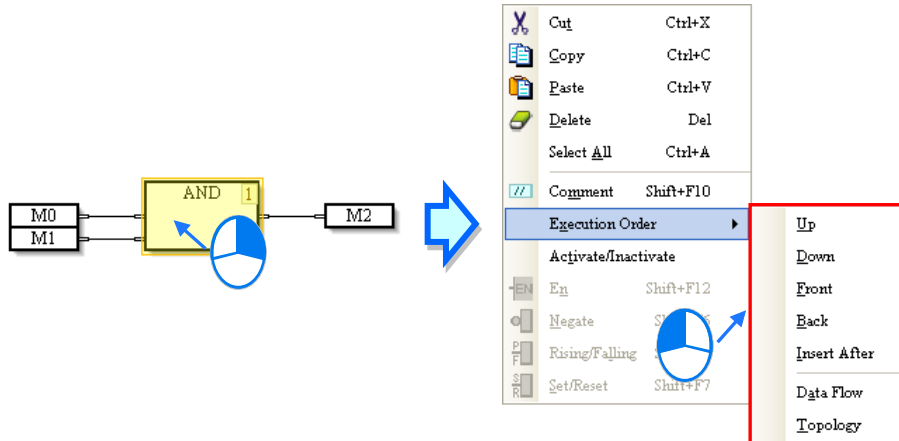 AND 1
M0
M1
M2
Cut Ctrl+X
Copy Ctrl+C
Paste Ctrl+V
Delete Del
Select All Ctrl+A
// Comment Shift+F10
Execution Order
Activate/Inactivate
EN En Shift+F12
Negate
P F Rising/Falling
S R Set/Reset Shift+F7
Up
Down
Front
Back
Insert After
Data Flow
Topology